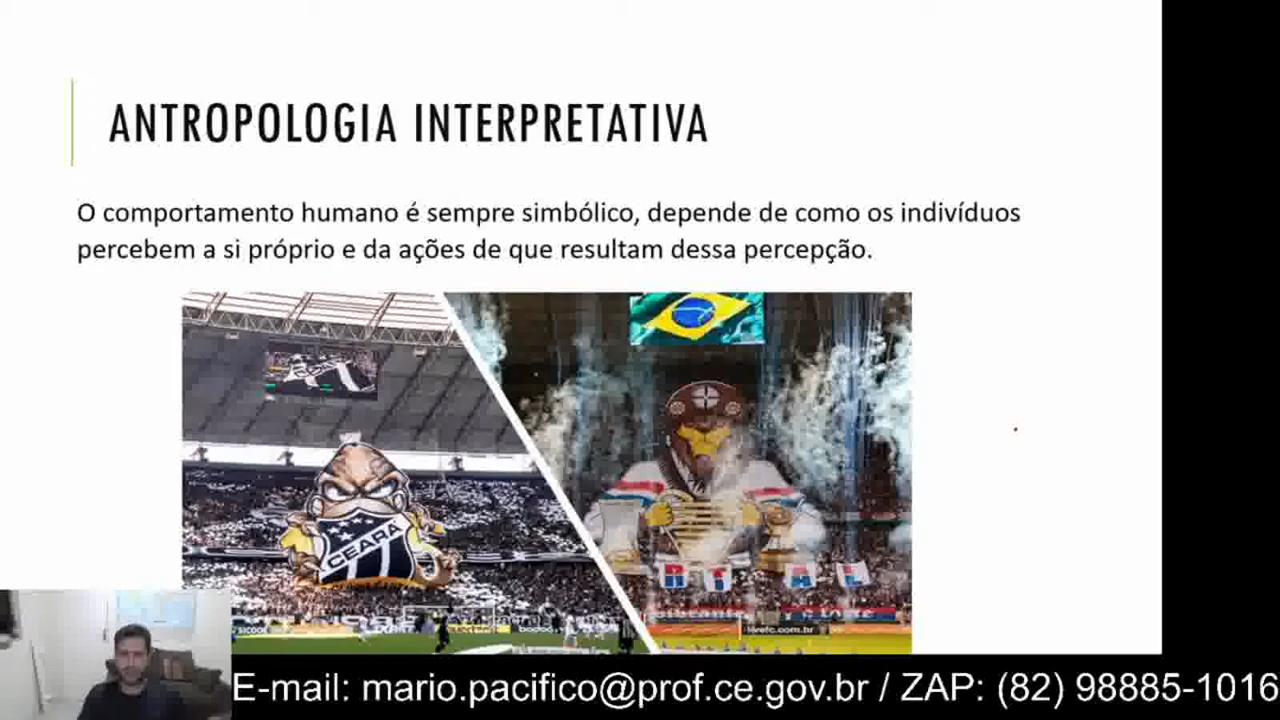 ANTROPOLOGIA INTERPRETATIVA
O comportamento humano é sempre simbólico, depende de como os indivíduos
percebem a si próprio e da ações de que resultam dessa percepção.
CEARÁ
E-mail: mario.pacifico@prof.ce.gov.br / ZAP: (82) 98885-1016